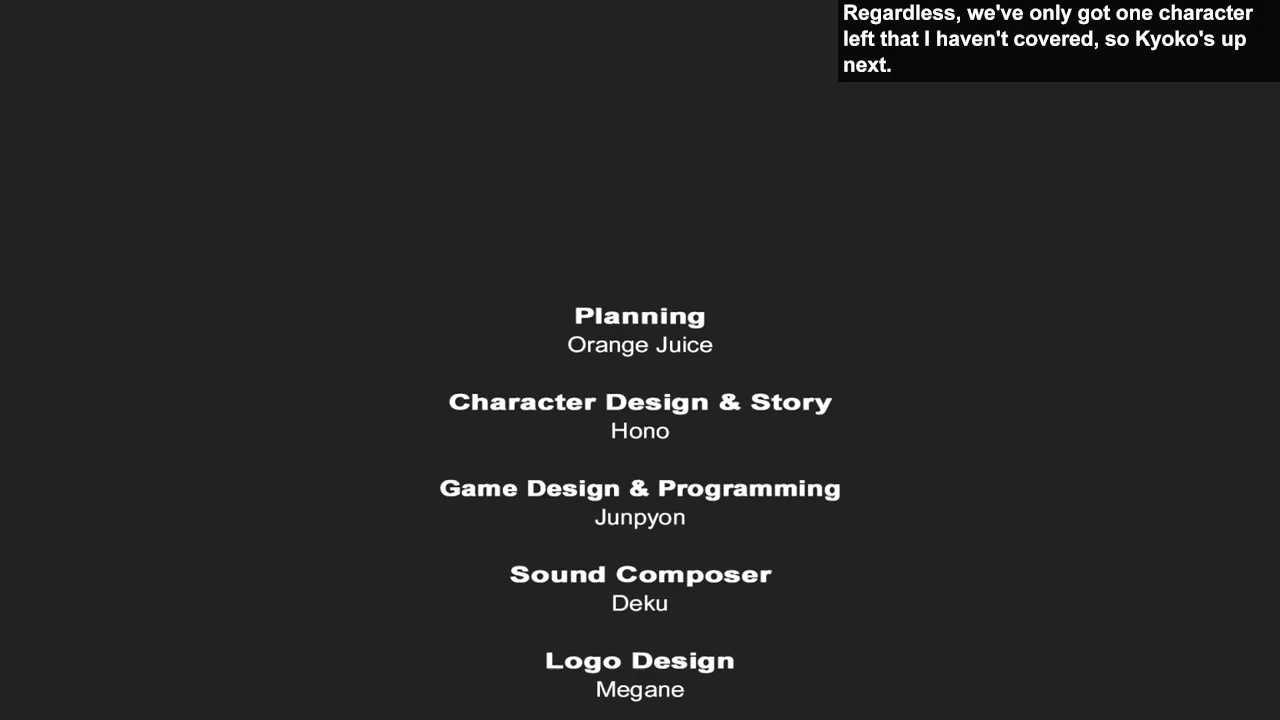 Regardless, we've only got one character
left that I haven't covered, so Kyoko's up
next.
Planning
Orange Juice
Character Design & Story
Hono
Game Design & Programming
Junpyon
Sound Composer
Deku
Logo Design
Megane